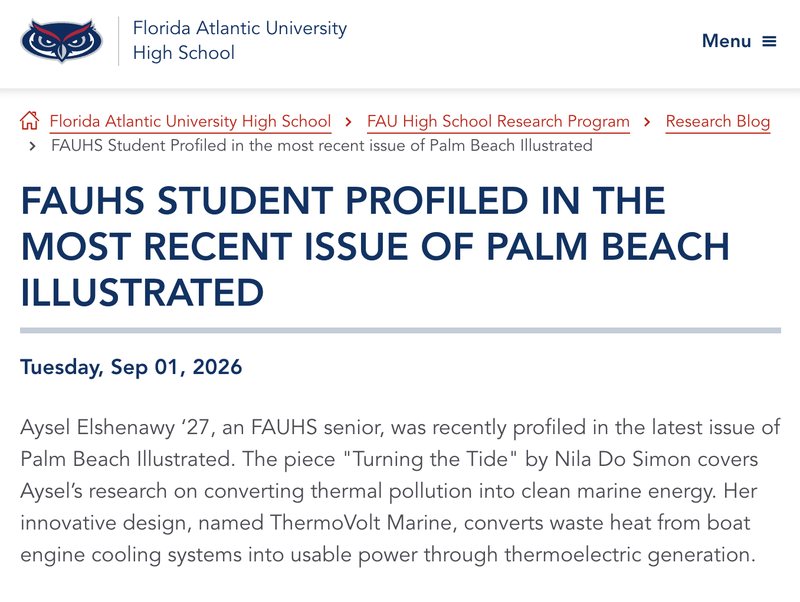 Florida Atlantic University
High School
Menu
Florida Atlantic University High School > FAU High School Research Program > Research Blog
> FAUHS Student Profiled in the most recent issue of Palm Beach Illustrated
FAUHS STUDENT PROFILED IN THE
MOST RECENT ISSUE OF PALM BEACH
ILLUSTRATED
Tuesday, Sep 01, 2026
Aysel Elshenawy ‘27, an FAUHS senior, was recently profiled in the latest issue of
Palm Beach Illustrated. The piece "Turning the Tide" by Nila Do Simon covers
Aysel’s research on converting thermal pollution into clean marine energy. Her
innovative design, named ThermoVolt Marine, converts waste heat from boat
engine cooling systems into usable power through thermoelectric generation.